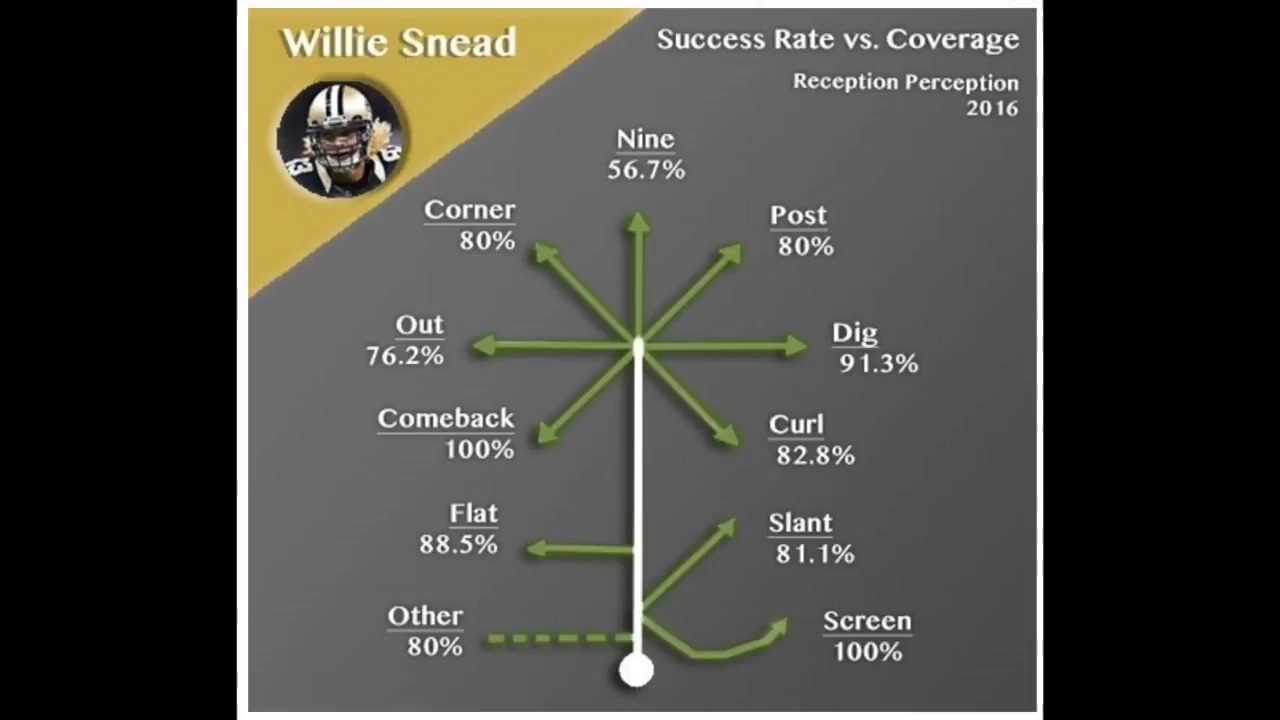 Willie Snead
Success Rate vs. Coverage
Reception Perception
2016
Nine
56.7%
Corner
80%
Post
80%
Out
76.2%
Dig
91.3%
Comeback
100%
Curl
82.8%
Flat
88.5%
Slant
81.1%
Other
80%
Screen
100%